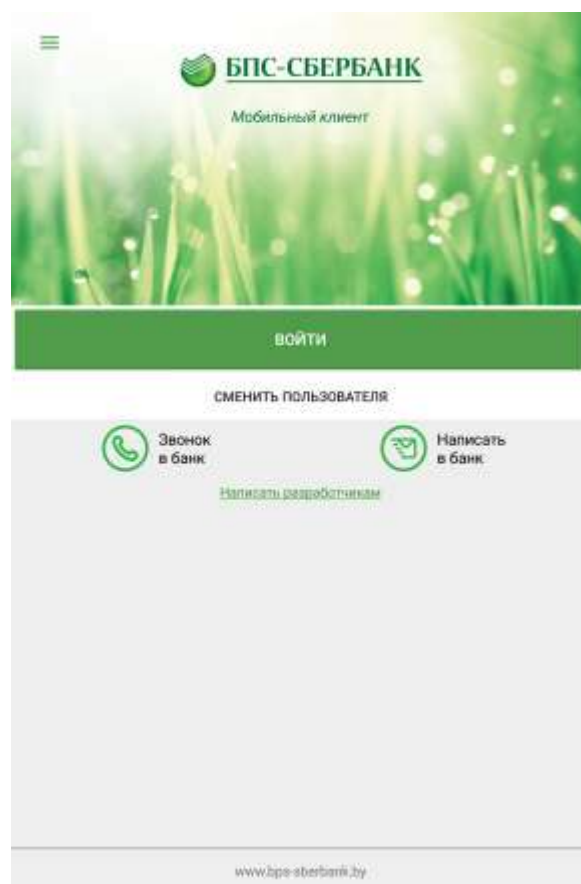 БПС-СБЕРБАНК
Мобильный клиент
ВОЙТИ
СМЕНИТЬ ПОЛЬЗОВАТЕЛЯ
Звонок
в банк
Написать
в банк
Написать разработчикам
www.bps-sberbank.by